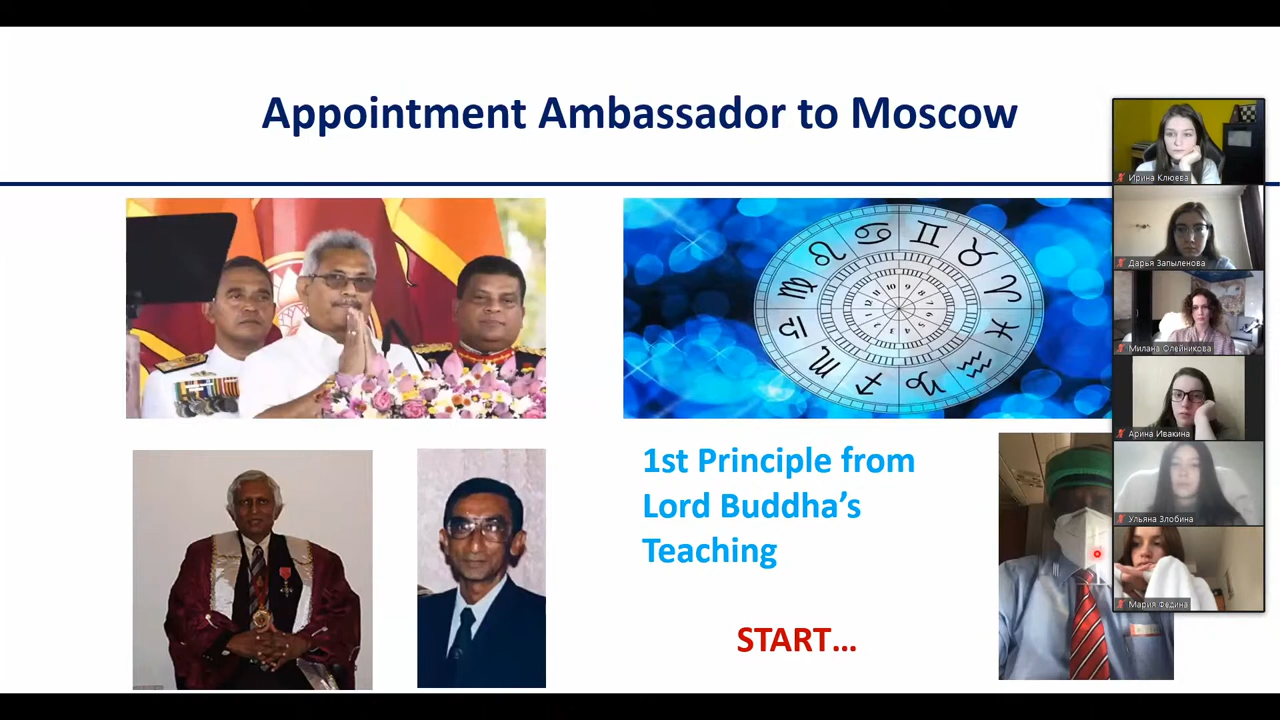 Appointment Ambassador to Moscow
1st Principle from
Lord Buddha's
Teaching
START...
Ирина Клюева
Дарья Запыленова
Милана Олейникова
Арина Ивакина
Ульяна Злобина
Мария Федина